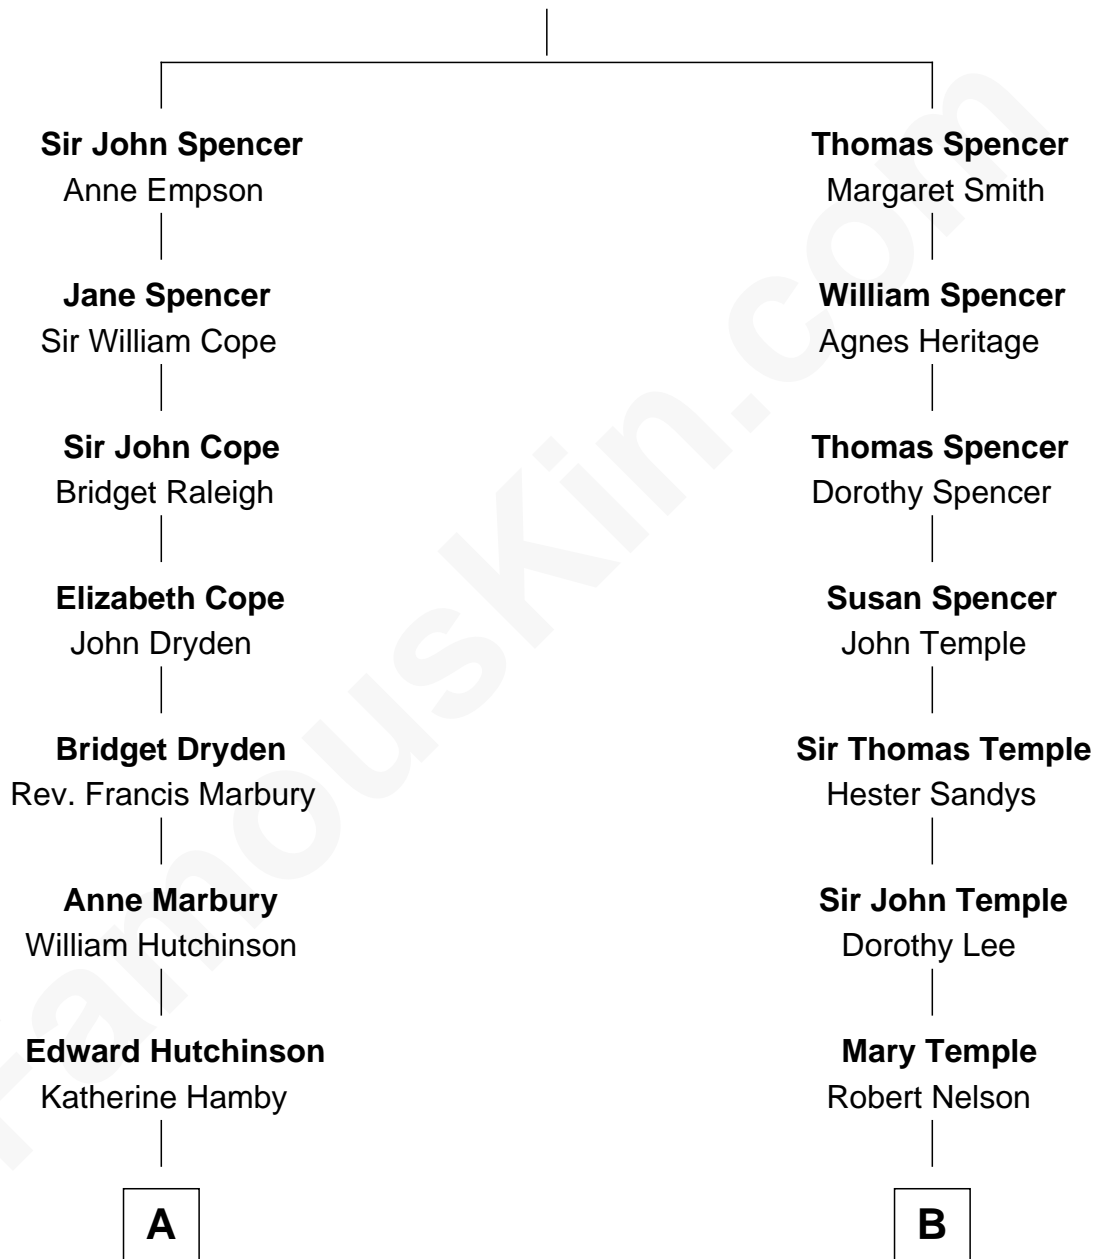 Sir John Spencer
Anne Empson
Jane Spencer
Sir William Cope
Sir John Cope
Bridget Raleigh
Elizabeth Cope
John Dryden
Bridget Dryden
Rev. Francis Marbury
Anne Marbury
William Hutchinson
Edward Hutchinson
Katherine Hamby
A
Thomas Spencer
Margaret Smith
William Spencer
Agnes Heritage
Thomas Spencer
Dorothy Spencer
Susan Spencer
John Temple
Sir Thomas Temple
Hester Sandys
Sir John Temple
Dorothy Lee
Mary Temple
Robert Nelson
B
FamousKin.com